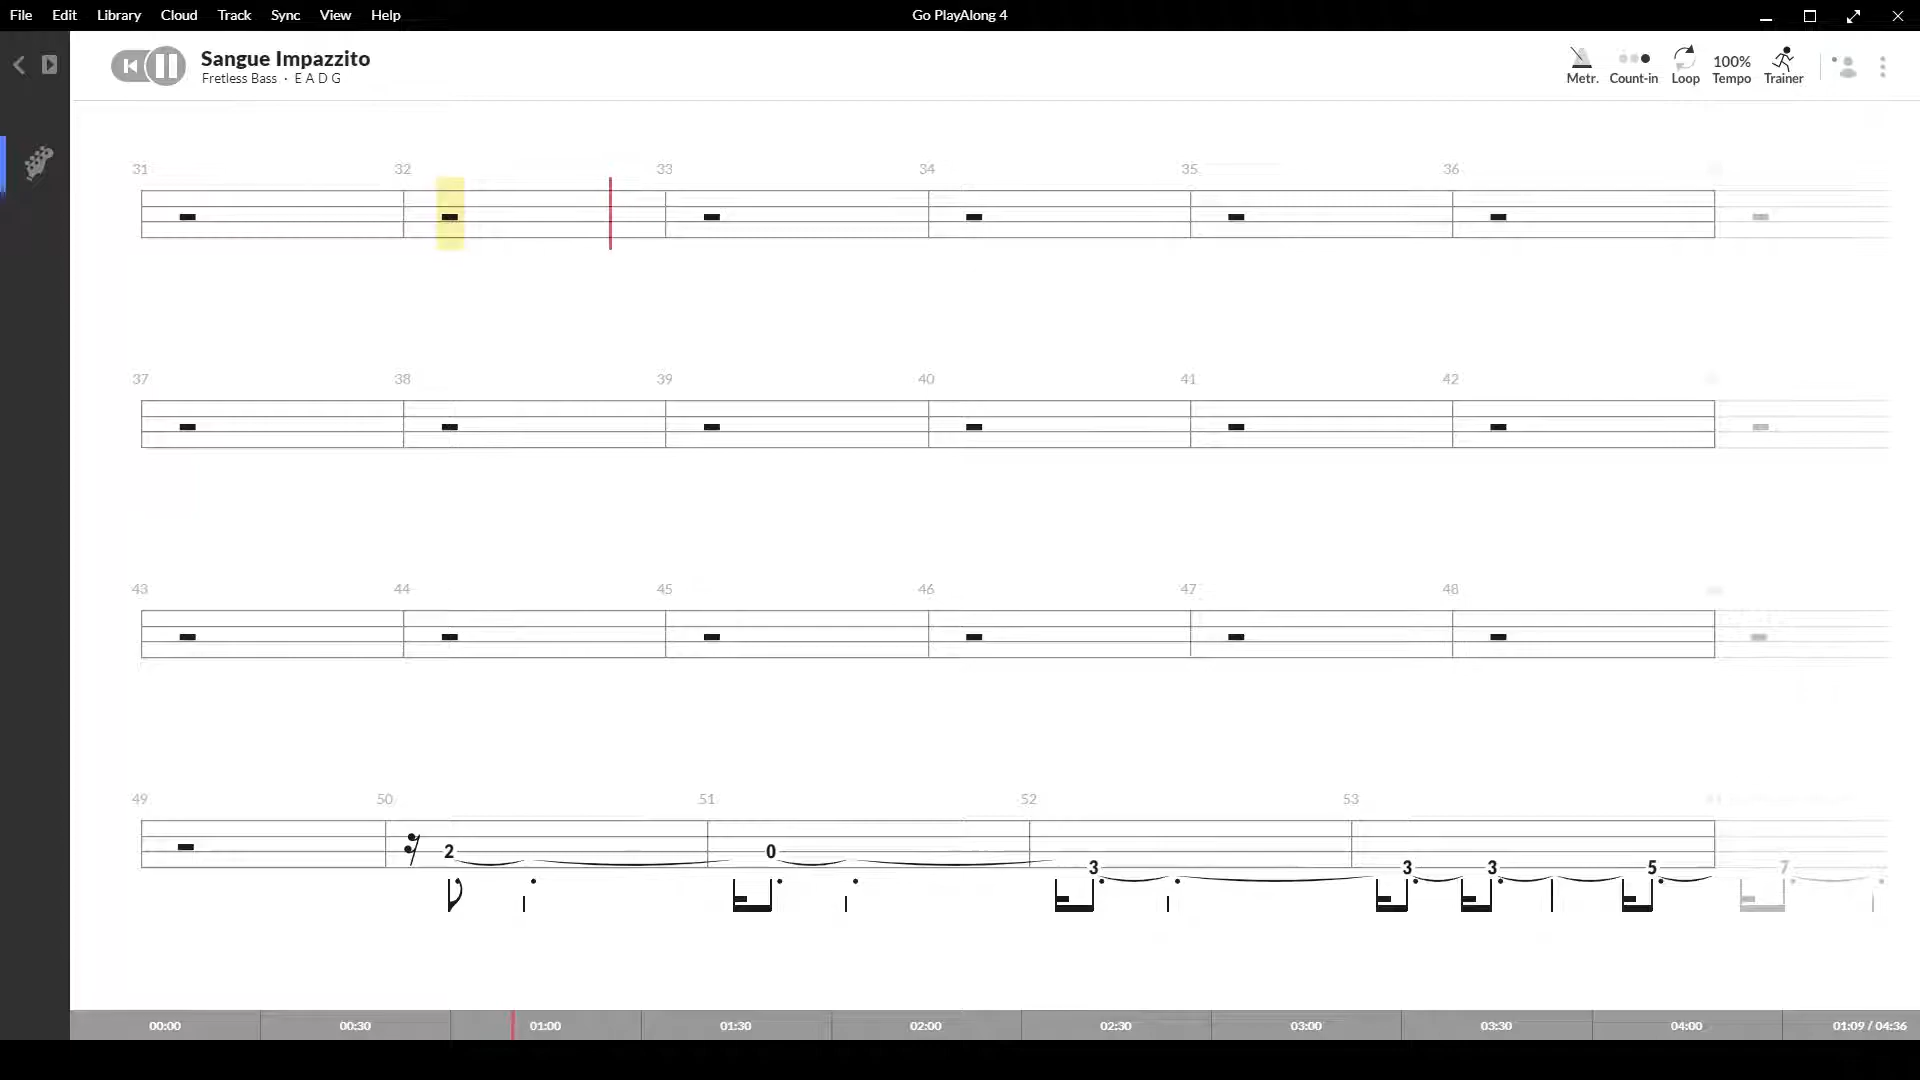 File Edit Library Cloud Track Sync View Help
Go PlayAlong 4
Sangue Impazzito
Fretless Bass · E A D G
100%
Metr. Count-in Loop Tempo Trainer
31 32 33 34 35 36
37 38 39 40 41 42
43 44 45 46 47 48
49 50 51 52 53
2 0 3 3 3 5 7
00:00 00:30 01:00 01:30 02:00 02:30 03:00 03:30 04:00 01:09 / 04:36